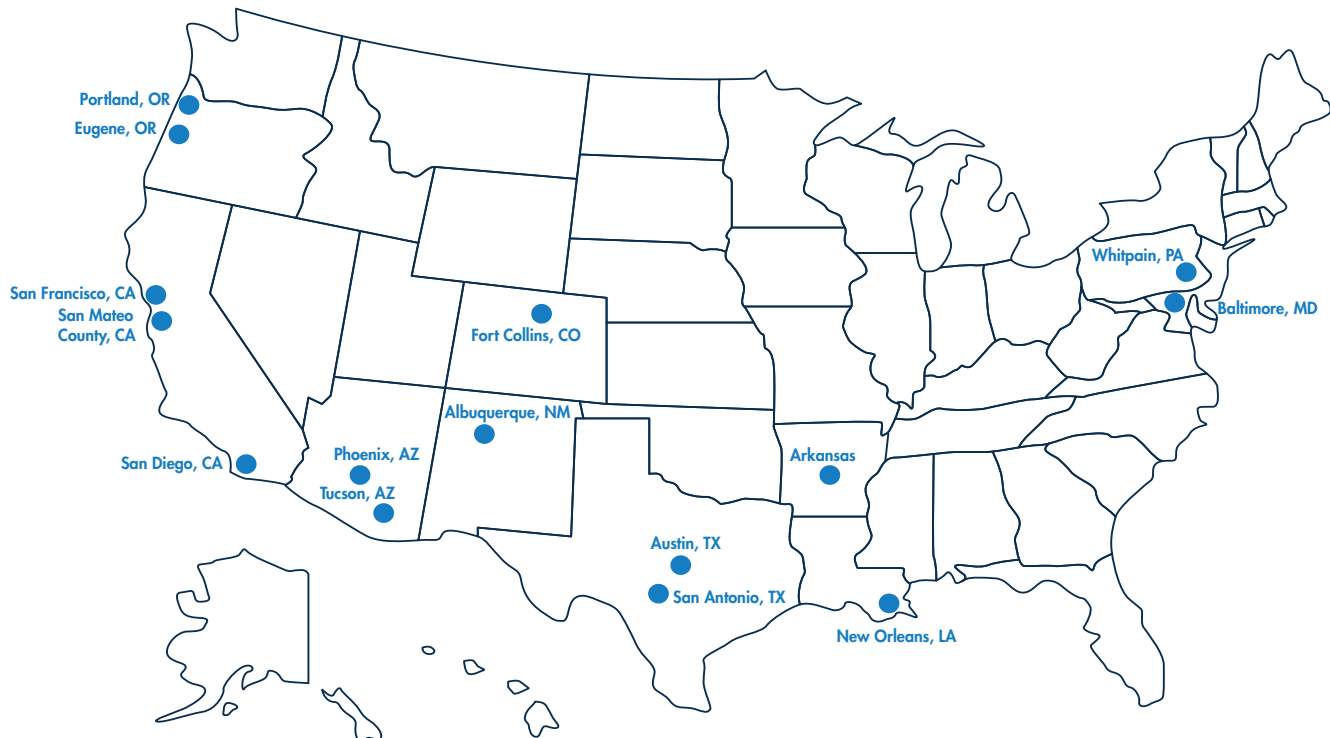 Portland, OR
Eugene, OR
Whitpain, PA
San Francisco, CA
San Mateo
County, CA
Baltimore, MD
Fort Collins, CO
Albuquerque, NM
Phoenix, AZ
San Diego, CA
Arkansas
Tucson, AZ
Austin, TX
San Antonio, TX
New Orleans, LA